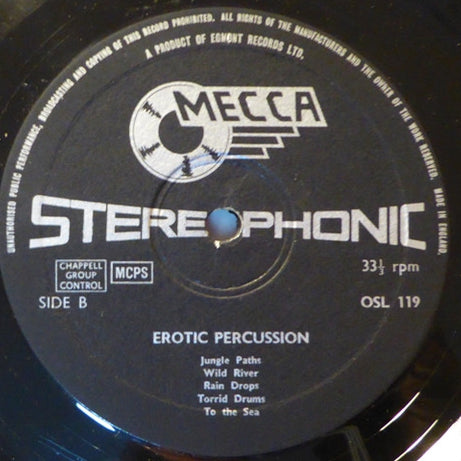 UNAUTHORISED PUBLIC PERFORMANCE, BROADCASTING AND COPYING OF THIS RECORD PROHIBITED. ALL RIGHTS OF THE MANUFACTURERS AND THE OWNER OF THE WORK RESERVED. MADE IN ENGLAND.
A PRODUCT OF EGMONT RECORDS LTD.
MECCA
STEREOPHONIC
CHAPPELL
GROUP
CONTROL
MCPS
33⅓ rpm
SIDE B
OSL 119
EROTIC PERCUSSION
Jungle Paths
Wild River
Rain Drops
Torrid Drums
To the Sea